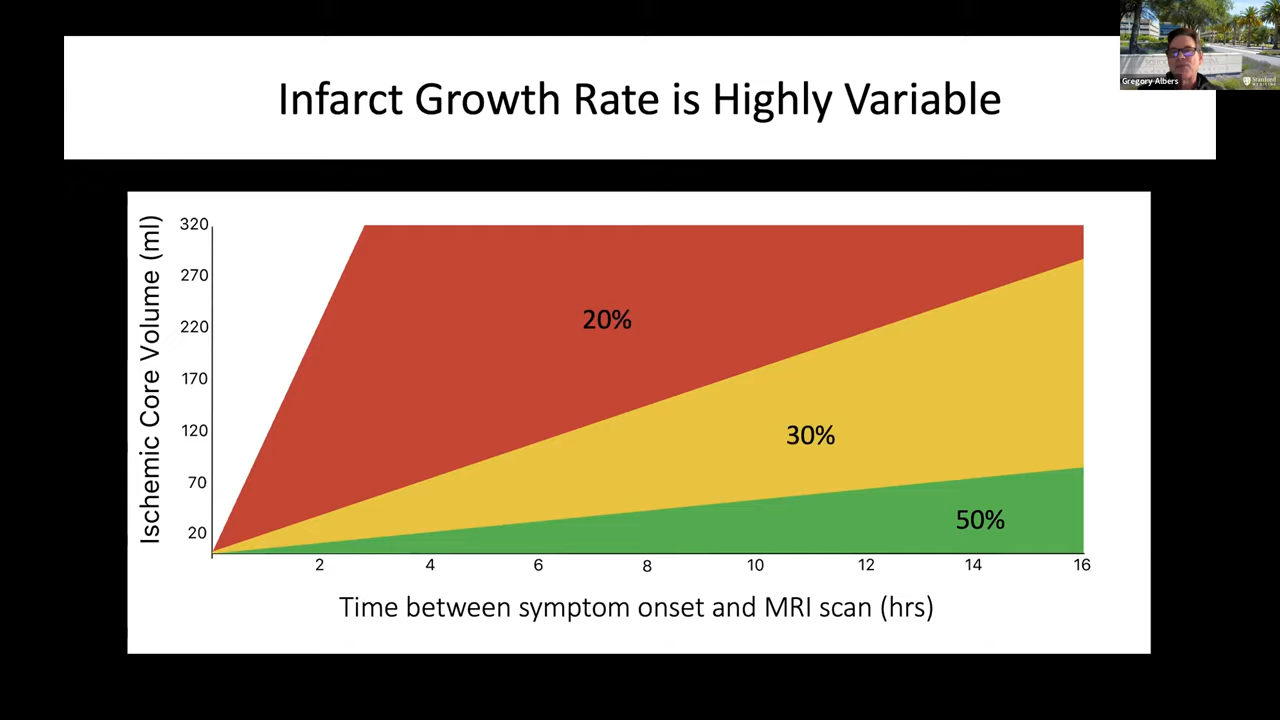 Infarct Growth Rate is Highly Variable
Gregory Albers
Stanford
MEDICINE
Ischemic Core Volume (ml)
320
270
220
170
120
70
20
20%
30%
50%
2 4 6 8 10 12 14 16
Time between symptom onset and MRI scan (hrs)